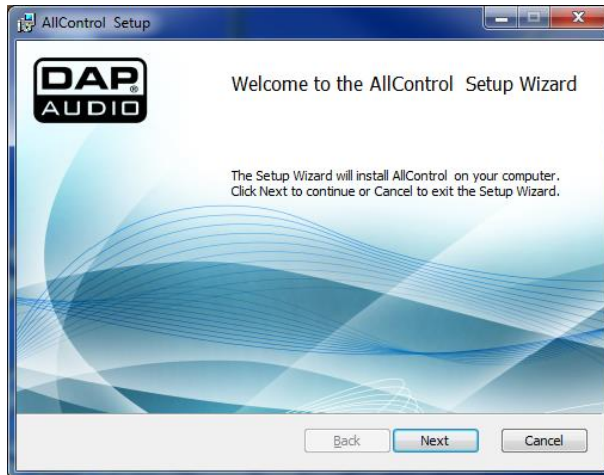 AllControl Setup
DAP
AUDIO
Welcome to the AllControl Setup Wizard
The Setup Wizard will install AllControl on your computer.
Click Next to continue or Cancel to exit the Setup Wizard.
Back
Next
Cancel